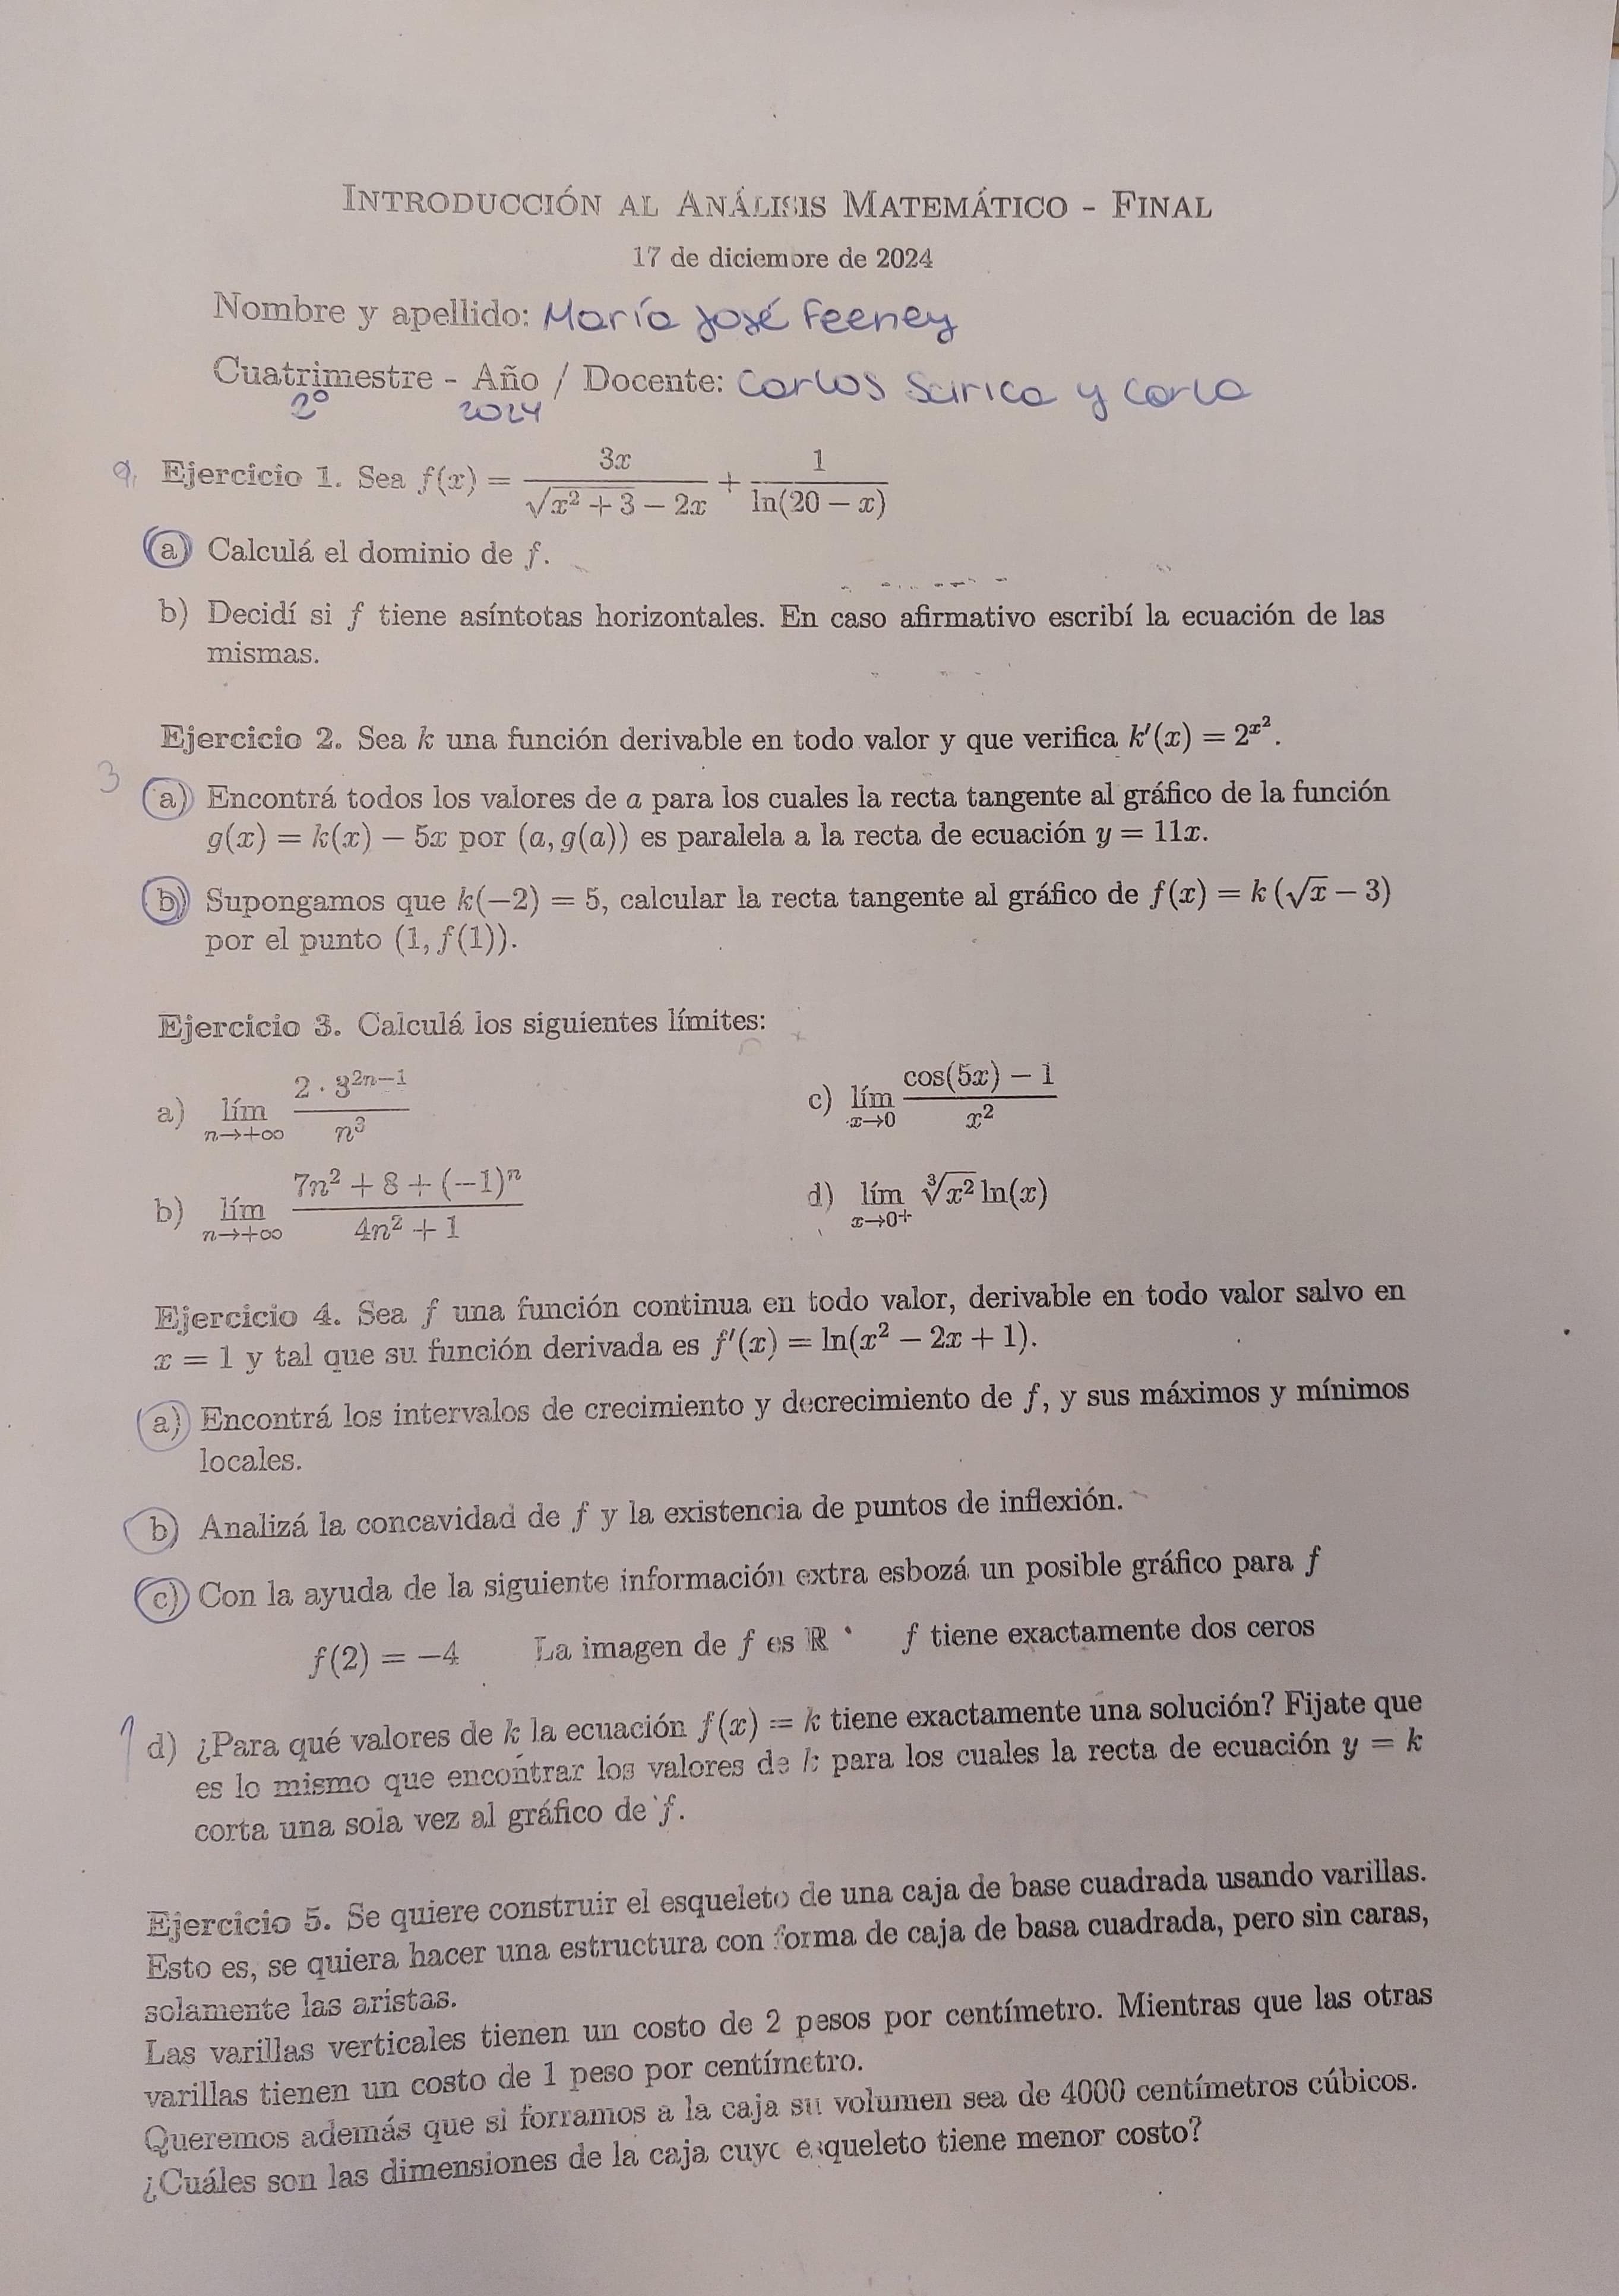 INTRODUCCIÓN AL ANÁLISIS MATEMÁTICO - FINAL
17 de diciembre de 2024
Nombre y apellido: María José Feeney
Cuatrimestre - Año / Docente: Carlos Scirica y Carla
2º 2024
Ejercicio 1. Sea f(x) = 3x / (√(x² + 3) − 2x) + 1 / ln(20 − x)
a) Calculá el dominio de f.
b) Decidí si f tiene asíntotas horizontales. En caso afirmativo escribí la ecuación de las
mismas.
Ejercicio 2. Sea k una función derivable en todo valor y que verifica k′(x) = 2^(x²).
3
a) Encontrá todos los valores de a para los cuales la recta tangente al gráfico de la función
g(x) = k(x) − 5x por (a, g(a)) es paralela a la recta de ecuación y = 11x.
b) Supongamos que k(−2) = 5, calcular la recta tangente al gráfico de f(x) = k(√x − 3)
por el punto (1, f(1)).
Ejercicio 3. Calculá los siguientes límites:
a) lím n→+∞ (2 · 3^(2n−1)) / n³
c) lím x→0 (cos(5x) − 1) / x²
b) lím n→+∞ (7n² + 8 + (−1)ⁿ) / (4n² + 1)
d) lím x→0⁺ ∛(x²) ln(x)
Ejercicio 4. Sea f una función continua en todo valor, derivable en todo valor salvo en
x = 1 y tal que su función derivada es f′(x) = ln(x² − 2x + 1).
a) Encontrá los intervalos de crecimiento y decrecimiento de f, y sus máximos y mínimos
locales.
b) Analizá la concavidad de f y la existencia de puntos de inflexión.
c) Con la ayuda de la siguiente información extra esbozá un posible gráfico para f
f(2) = −4 La imagen de f es ℝ f tiene exactamente dos ceros
1 d) ¿Para qué valores de k la ecuación f(x) = k tiene exactamente una solución? Fijate que
es lo mismo que encontrar los valores de k para los cuales la recta de ecuación y = k
corta una sola vez al gráfico de f.
Ejercicio 5. Se quiere construir el esqueleto de una caja de base cuadrada usando varillas.
Esto es, se quiera hacer una estructura con forma de caja de basa cuadrada, pero sin caras,
solamente las aristas.
Las varillas verticales tienen un costo de 2 pesos por centímetro. Mientras que las otras
varillas tienen un costo de 1 peso por centímetro.
Queremos además que si forramos a la caja su volumen sea de 4000 centímetros cúbicos.
¿Cuáles son las dimensiones de la caja cuyo esqueleto tiene menor costo?